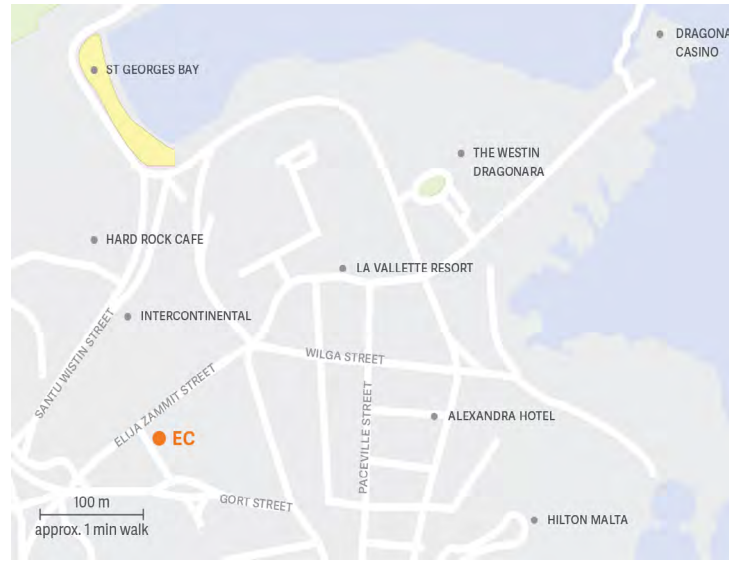 DRAGONA
CASINO
ST GEORGES BAY
THE WESTIN
DRAGONARA
HARD ROCK CAFE
LA VALLETTE RESORT
INTERCONTINENTAL
SANTU WISTIN STREET
WILGA STREET
ELIJA ZAMMIT STREET
PACEVILLE STREET
ALEXANDRA HOTEL
EC
GORT STREET
100 m
approx. 1 min walk
HILTON MALTA